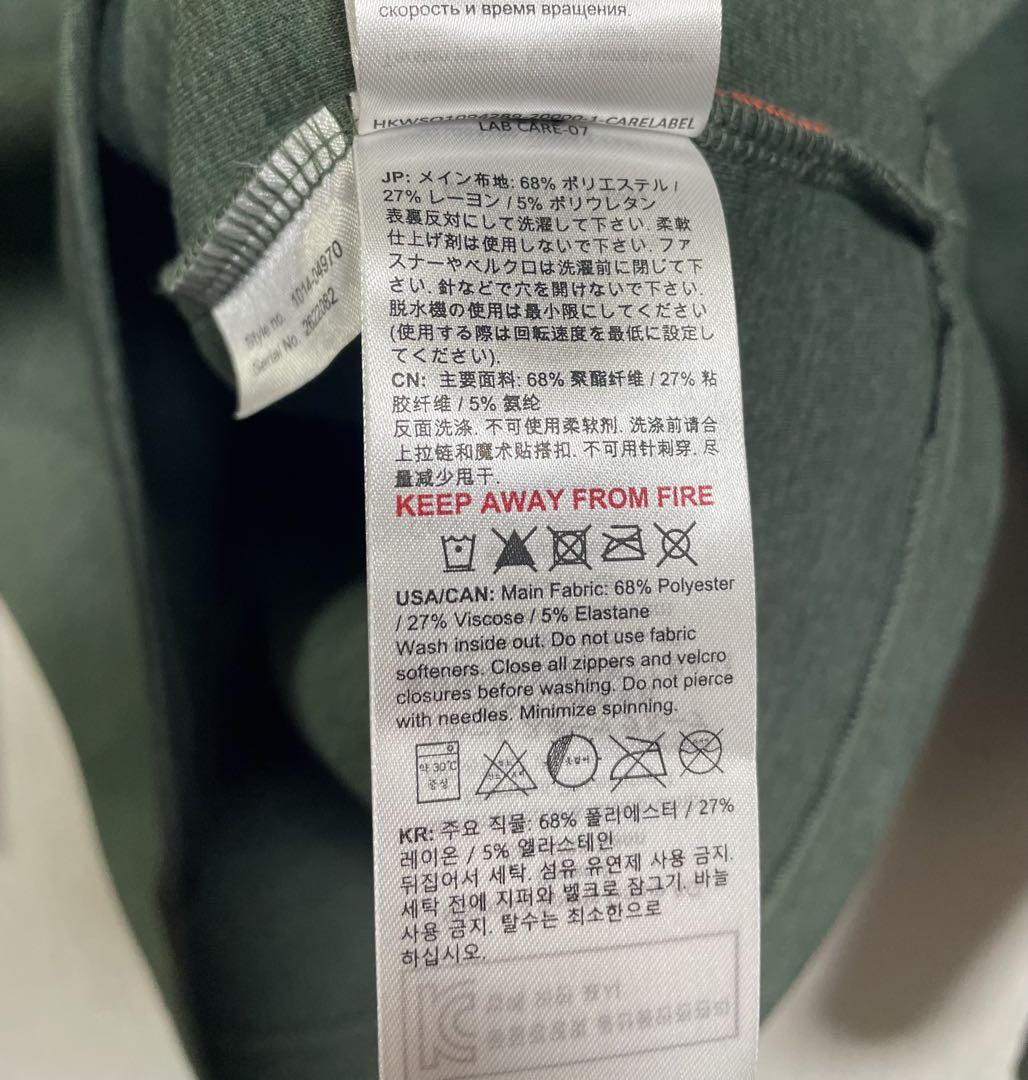 скорость и время вращения.
LAB CARE-07
Style no. 1014-04970
Serial No. 2622082
JP: メイン布地: 68% ポリエステル /
27% レーヨン / 5% ポリウレタン
表裏反対にして洗濯して下さい. 柔軟
仕上げ剤は使用しないで下さい. ファ
スナーやベルクロは洗濯前に閉じて下
さい. 針などで穴を開けないで下さい.
脱水機の使用は最小限にしてください
(使用する際は回転速度を最低に設定し
てください).
CN: 主要面料: 68% 聚酯纤维 / 27% 粘
胶纤维 / 5% 氨纶
反面洗涤. 不可使用柔软剂. 洗涤前请合
上拉链和魔术贴搭扣. 不可用针刺穿. 尽
量减少甩干.
KEEP AWAY FROM FIRE
USA/CAN: Main Fabric: 68% Polyester
/ 27% Viscose / 5% Elastane
Wash inside out. Do not use fabric
softeners. Close all zippers and velcro
closures before washing. Do not pierce
with needles. Minimize spinning.
약 30℃
중성
KR: 주요 직물: 68% 폴리에스터 / 27%
레이온 / 5% 엘라스테인
뒤집어서 세탁. 섬유 유연제 사용 금지.
세탁 전에 지퍼와 벨크로 잠그기. 바늘
사용 금지. 탈수는 최소한으로
하십시오.